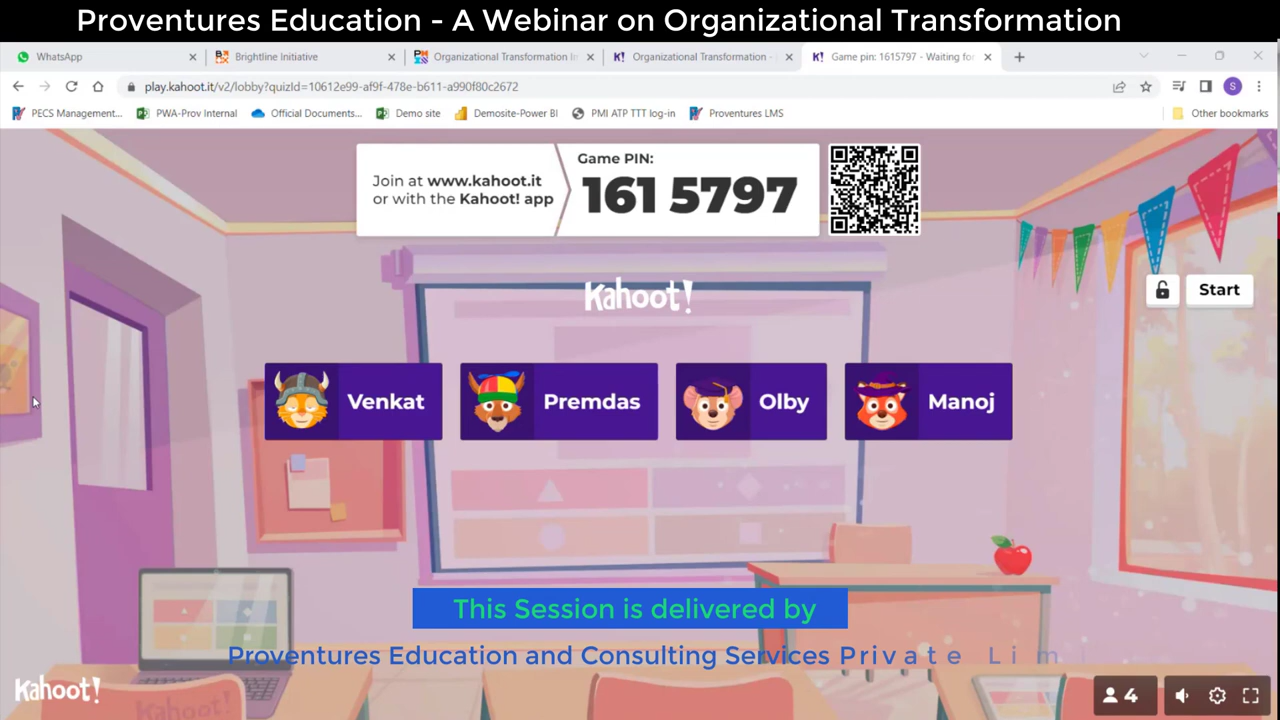 Proventures Education - A Webinar on Organizational Transformation
WhatsApp
Brightline Initiative
Organizational Transformation In
Organizational Transformation -
Game pin: 1615797 - Waiting for
play.kahoot.it/v2/lobby?quizId=10612e99-af9f-478e-b611-a990f80c2672
S
PECS Management...
PWA-Prov Internal
Official Documents...
Demo site
Demosite-Power BI
PMI ATP TTT log-in
Proventures LMS
Other bookmarks
Join at www.kahoot.it
or with the Kahoot! app
Game PIN:
161 5797
Kahoot!
Start
Venkat
Premdas
Olby
Manoj
This Session is delivered by
Proventures Education and Consulting Services Private Lim
Kahoot!
Kahoot!
4